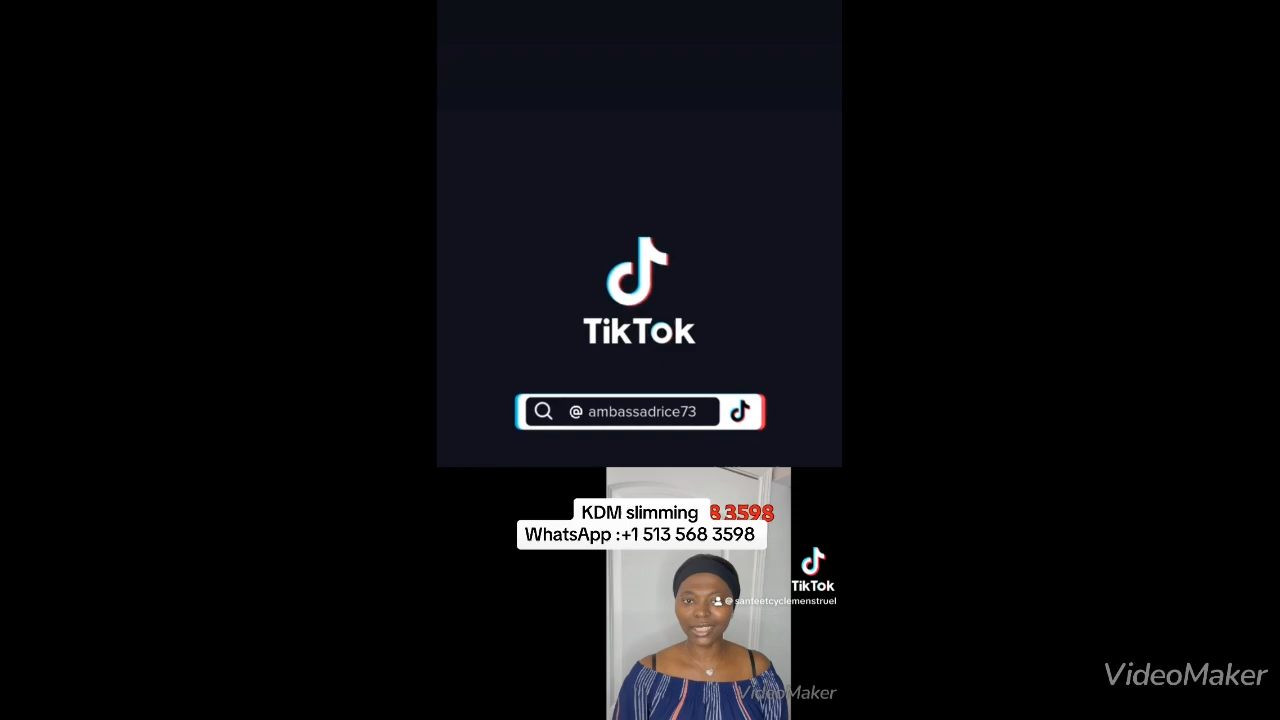 TikTok
@ ambassadrice73
KDM slimming 8 3598
WhatsApp :+1 513 568 3598
TikTok
@santeetcyclemenstruel
VideoMaker
VideoMaker